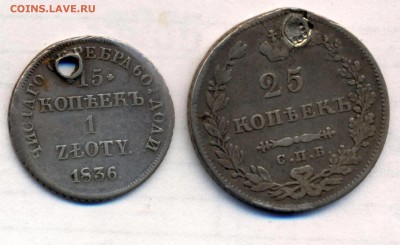 COINS.LAVE.RU
ЧИСТАГО СЕРЕБРА 60 ДОЛИ
15
КОПѢЕКЪ
1
ZŁOTY.
1836
25
КОПѢЕКЪ
С.П.Б.